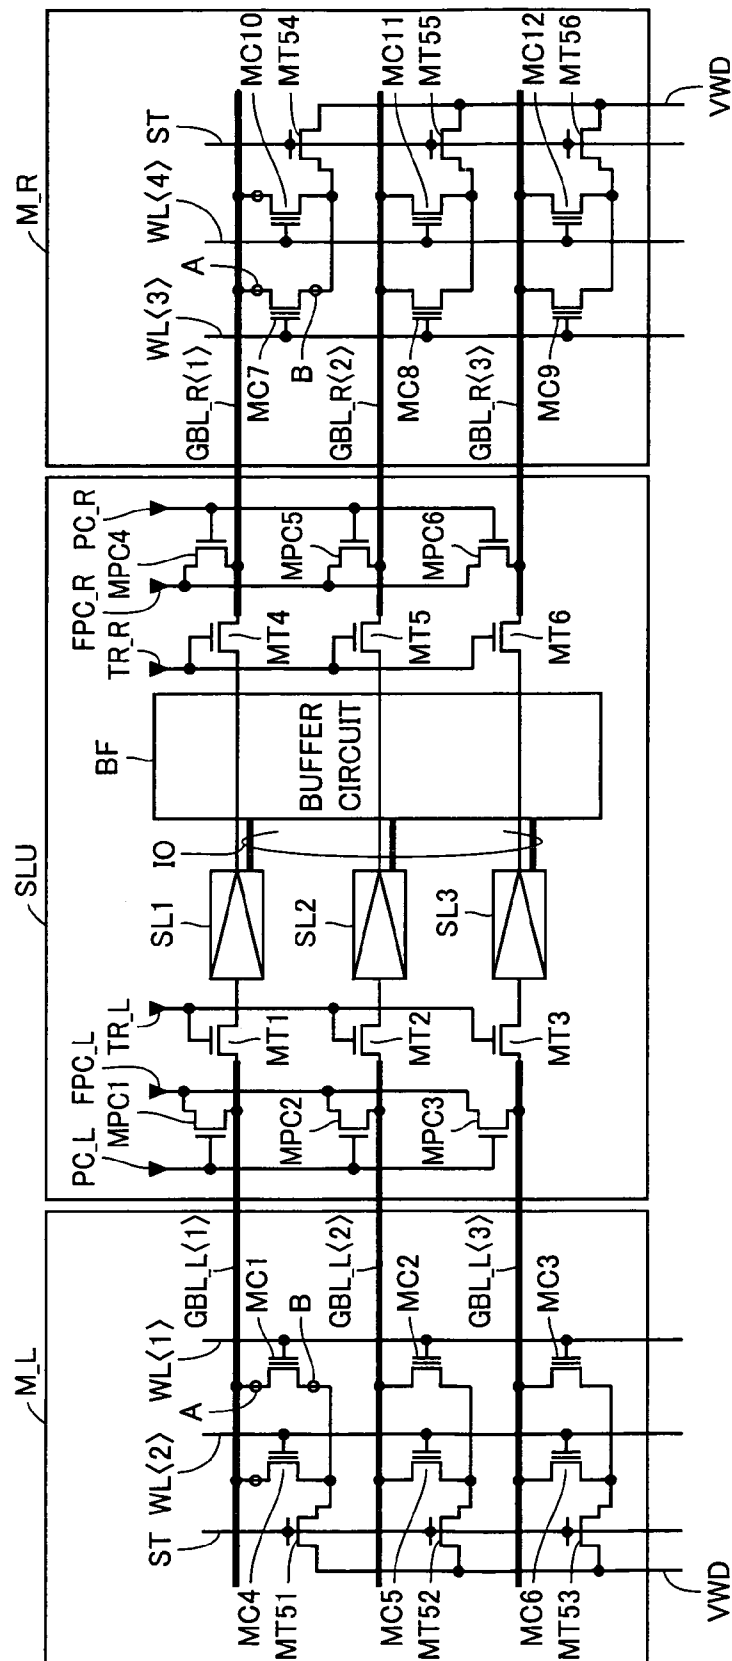 M_L
SLU
M_R
ST
WL⟨2⟩
WL⟨1⟩
A
B
GBL_L⟨1⟩
GBL_L⟨2⟩
GBL_L⟨3⟩
MC1
MC2
MC3
MC4
MT51
MC5
MT52
MC6
MT53
VWD
PC_L
FPC_L
MPC1
MPC2
MPC3
TR_L
MT1
MT2
MT3
SL1
SL2
SL3
IO
BF
BUFFER
CIRCUIT
TR_R
FPC_R
PC_R
MPC4
MPC5
MPC6
MT4
MT5
MT6
GBL_R⟨1⟩
GBL_R⟨2⟩
GBL_R⟨3⟩
WL⟨3⟩
A
B
WL⟨4⟩
ST
MC7
MC8
MC9
MC10
MT54
MC11
MT55
MC12
MT56
VWD